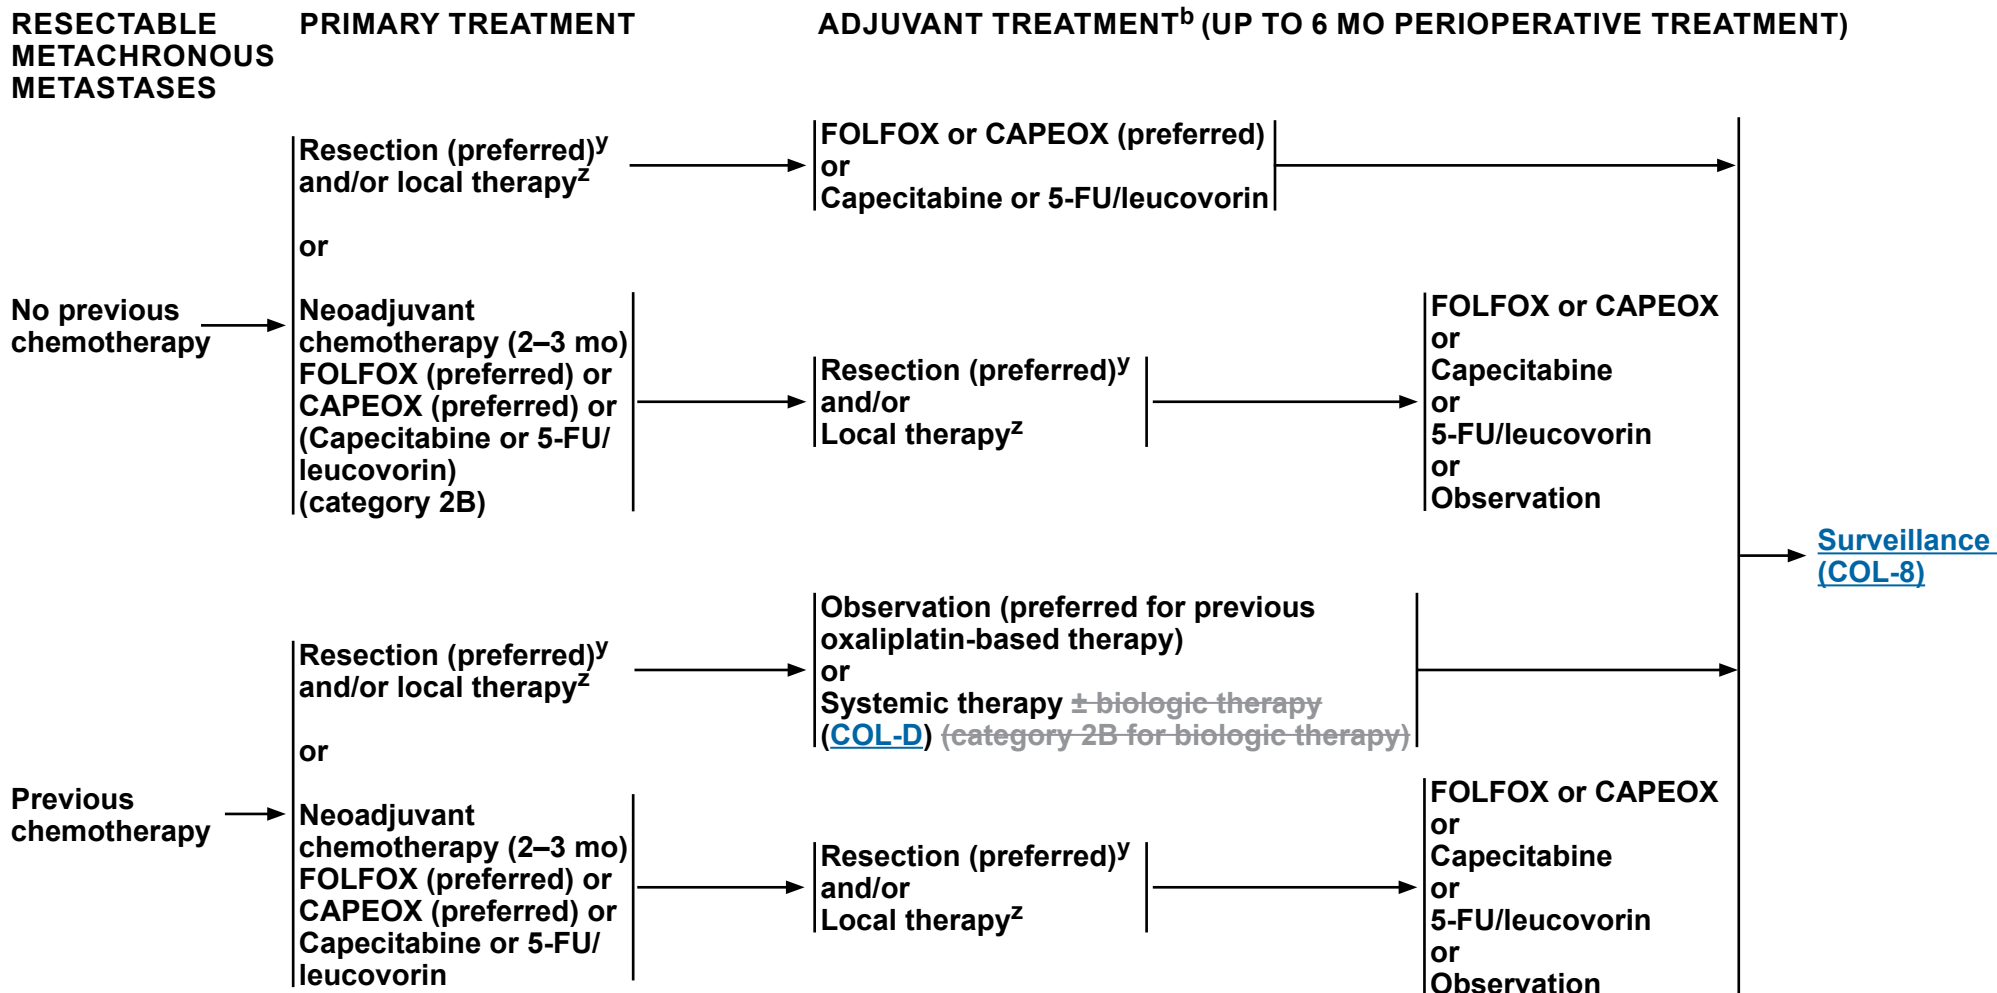 RESECTABLE
METACHRONOUS
METASTASES
PRIMARY TREATMENT
ADJUVANT TREATMENTᵇ (UP TO 6 MO PERIOPERATIVE TREATMENT)
No previous
chemotherapy
Resection (preferred)ʸ
and/or local therapyᶻ
or
Neoadjuvant
chemotherapy (2–3 mo)
FOLFOX (preferred) or
CAPEOX (preferred) or
(Capecitabine or 5-FU/
leucovorin)
(category 2B)
FOLFOX or CAPEOX (preferred)
or
Capecitabine or 5-FU/leucovorin
Resection (preferred)ʸ
and/or
Local therapyᶻ
FOLFOX or CAPEOX
or
Capecitabine
or
5-FU/leucovorin
or
Observation
Previous
chemotherapy
Resection (preferred)ʸ
and/or local therapyᶻ
or
Neoadjuvant
chemotherapy (2–3 mo)
FOLFOX (preferred) or
CAPEOX (preferred) or
Capecitabine or 5-FU/
leucovorin
Observation (preferred for previous
oxaliplatin-based therapy)
or
Systemic therapy ± biologic therapy
(COL-D) (category 2B for biologic therapy)
Resection (preferred)ʸ
and/or
Local therapyᶻ
FOLFOX or CAPEOX
or
Capecitabine
or
5-FU/leucovorin
or
Observation
Surveillance
(COL-8)